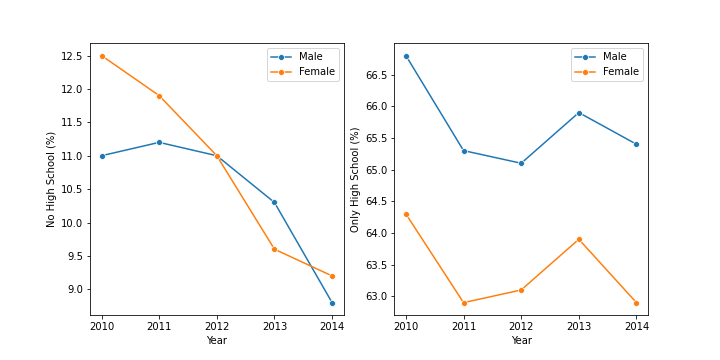 No High School (%)
12.5
12.0
11.5
11.0
10.5
10.0
9.5
9.0
2010 2011 2012 2013 2014
Year
Male
Female
Only High School (%)
66.5
66.0
65.5
65.0
64.5
64.0
63.5
63.0
2010 2011 2012 2013 2014
Year
Male
Female